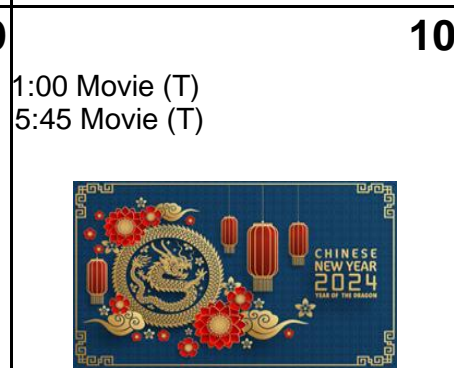 10
1:00 Movie (T)
5:45 Movie (T)
CHINESE
NEW YEAR
2024
YEAR OF THE DRAGON